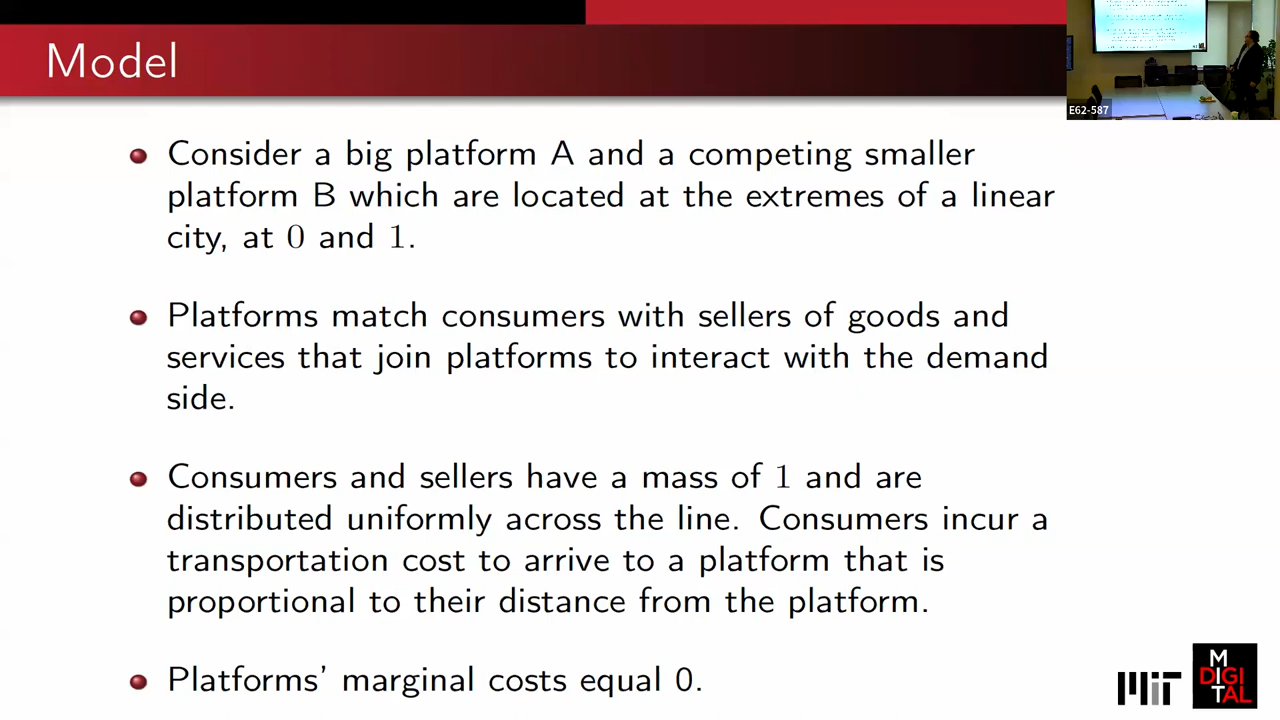 Model
Consider a big platform A and a competing smaller
platform B which are located at the extremes of a linear
city, at 0 and 1.
Platforms match consumers with sellers of goods and
services that join platforms to interact with the demand
side.
Consumers and sellers have a mass of 1 and are
distributed uniformly across the line. Consumers incur a
transportation cost to arrive to a platform that is
proportional to their distance from the platform.
Platforms' marginal costs equal 0.
E62-587
MIT
M
DIGI
TAL